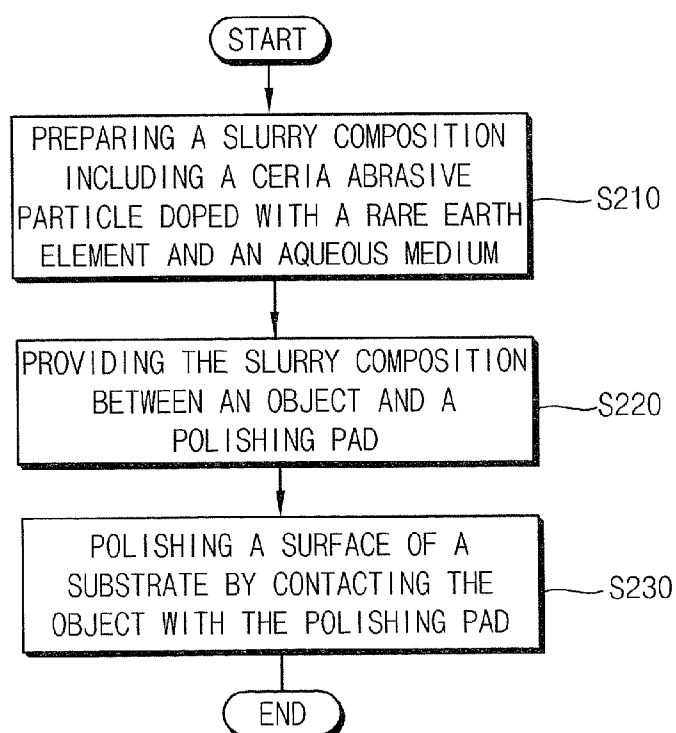 START
PREPARING A SLURRY COMPOSITION
INCLUDING A CERIA ABRASIVE
PARTICLE DOPED WITH A RARE EARTH
ELEMENT AND AN AQUEOUS MEDIUM
S210
PROVIDING THE SLURRY COMPOSITION
BETWEEN AN OBJECT AND A
POLISHING PAD
S220
POLISHING A SURFACE OF A
SUBSTRATE BY CONTACTING THE
OBJECT WITH THE POLISHING PAD
S230
END